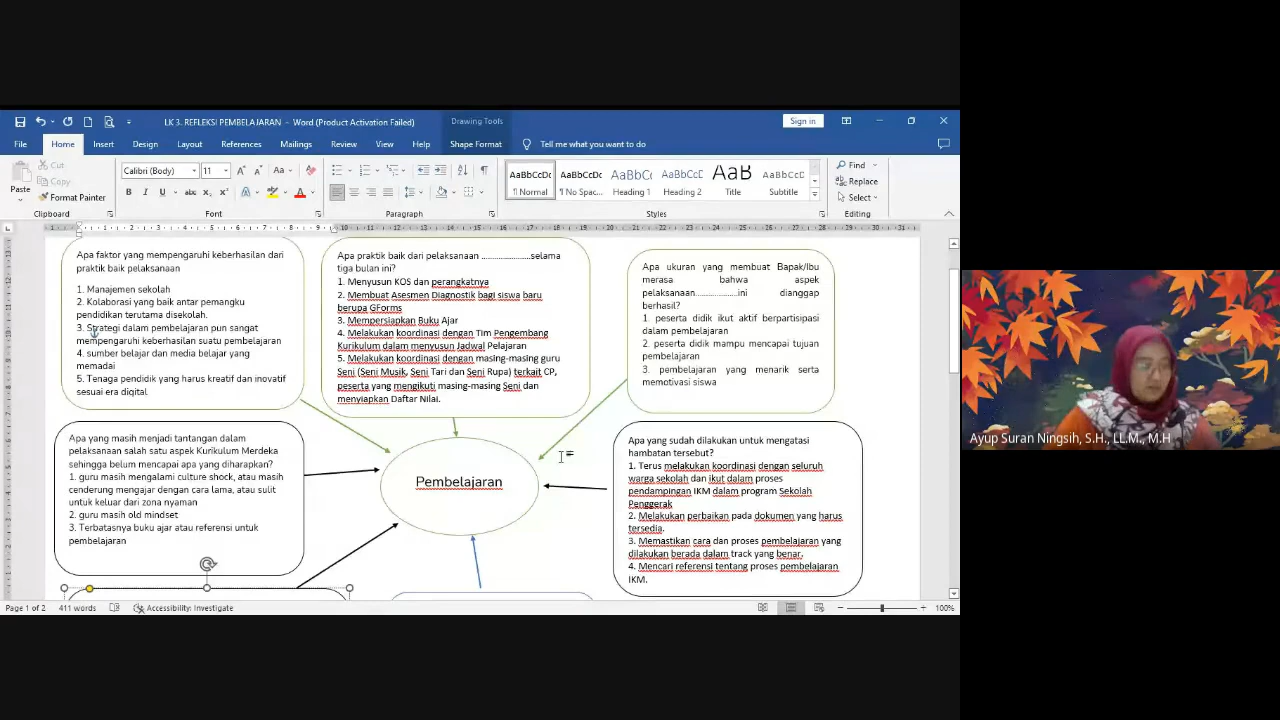 LK 3. REFLEKSI PEMBELAJARAN – Word (Product Activation Failed)
Drawing Tools
Sign in
File Home Insert Design Layout References Mailings Review View Help Shape Format Tell me what you want to do
Cut
Copy
Format Painter
Paste
Clipboard
Calibri (Body) 11
Font
Paragraph
AaBbCcDc AaBbCcDc AaBbCc AaBbCcC AaB AaBbCcD
¶ Normal ¶ No Spac... Heading 1 Heading 2 Title Subtitle
Styles
Find
Replace
Select
Editing
Apa faktor yang mempengaruhi keberhasilan dari
praktik baik pelaksanaan
1. Manajemen sekolah
2. Kolaborasi yang baik antar pemangku
pendidikan terutama disekolah.
3. Strategi dalam pembelajaran pun sangat
mempengaruhi keberhasilan suatu pembelajaran
4. sumber belajar dan media belajar yang
memadai
5. Tenaga pendidik yang harus kreatif dan inovatif
sesuai era digital
Apa praktik baik dari pelaksanaan ......................selama
tiga bulan ini?
1. Menyusun KOS dan perangkatnya
2. Membuat Asesmen Diagnostik bagi siswa baru
berupa GForms
3. Mempersiapkan Buku Ajar
4. Melakukan koordinasi dengan Tim Pengembang
Kurikulum dalam menyusun Jadwal Pelajaran
5. Melakukan koordinasi dengan masing-masing guru
Seni (Seni Musik, Seni Tari dan Seni Rupa) terkait CP,
peserta yang mengikuti masing-masing Seni dan
menyiapkan Daftar Nilai.
Apa ukuran yang membuat Bapak/Ibu
merasa bahwa aspek
pelaksanaan...................ini dianggap
berhasil?
1. peserta didik ikut aktif berpartisipasi
dalam pembelajaran
2. peserta didik mampu mencapai tujuan
pembelajaran
3. pembelajaran yang menarik serta
memotivasi siswa
Apa yang masih menjadi tantangan dalam
pelaksanaan salah satu aspek Kurikulum Merdeka
sehingga belum mencapai apa yang diharapkan?
1. guru masih mengalami culture shock, atau masih
cenderung mengajar dengan cara lama, atau sulit
untuk keluar dari zona nyaman
2. guru masih old mindset
3. Terbatasnya buku ajar atau referensi untuk
pembelajaran
Pembelajaran
Apa yang sudah dilakukan untuk mengatasi
hambatan tersebut?
1. Terus melakukan koordinasi dengan seluruh
warga sekolah dan ikut dalam proses
pendampingan IKM dalam program Sekolah
Penggerak
2. Melakukan perbaikan pada dokumen yang harus
tersedia.
3. Memastikan cara dan proses pembelajaran yang
dilakukan berada dalam track yang benar.
4. Mencari referensi tentang proses pembelajaran
IKM.
Page 1 of 2 411 words Accessibility: Investigate 100%
Ayup Suran Ningsih, S.H., LL.M., M.H